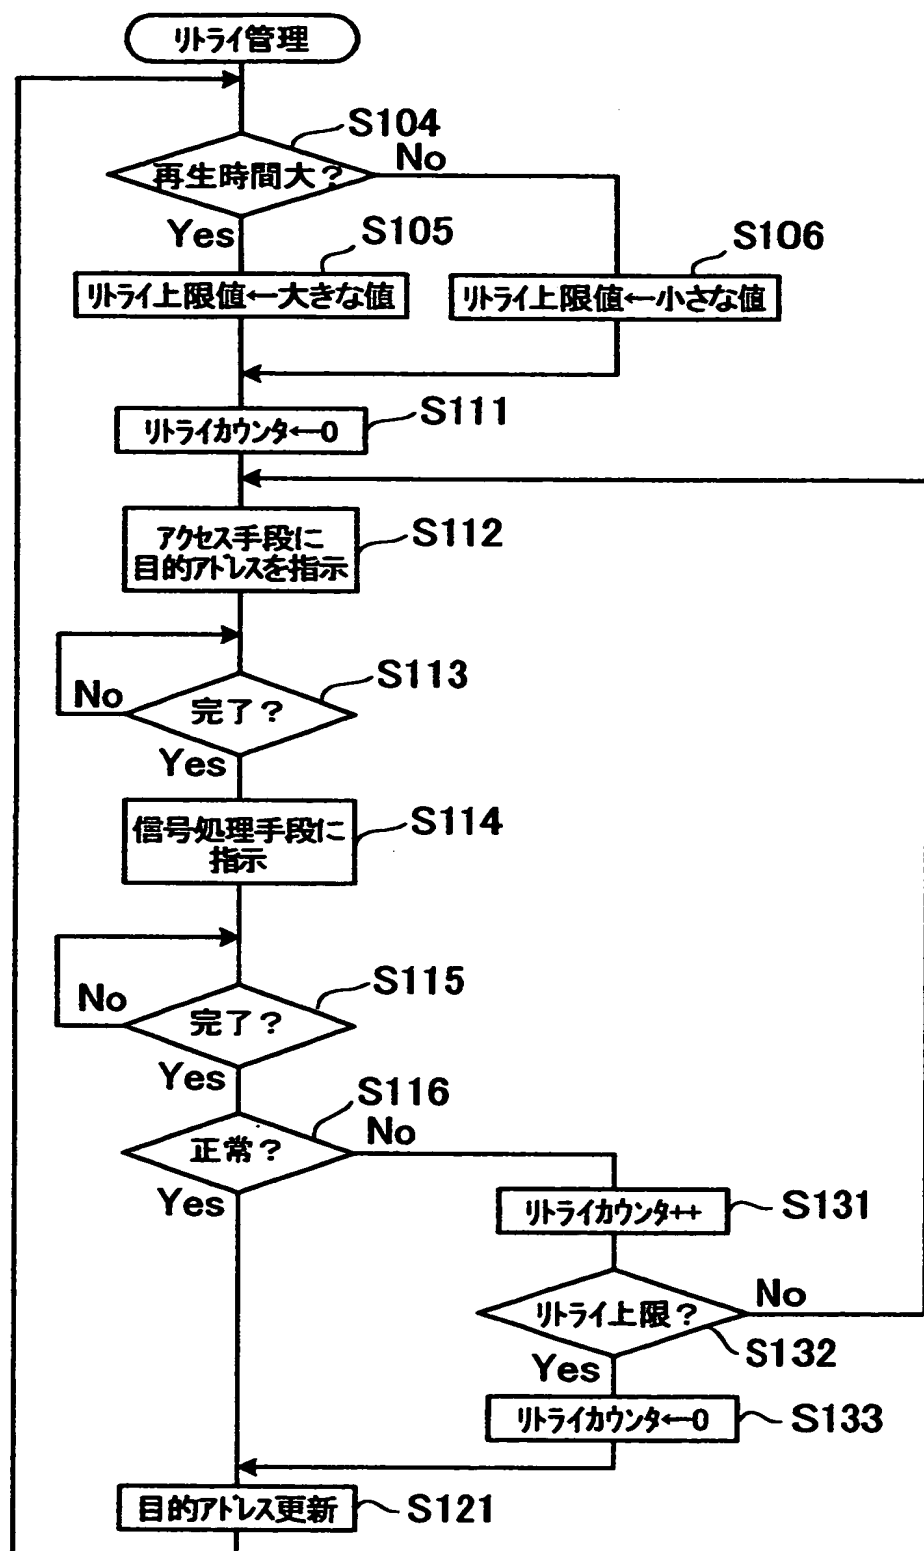 リトライ管理
S104
再生時間大？
No
Yes
S105
S106
リトライ上限値←大きな値
リトライ上限値←小さな値
S111
リトライカウンタ←0
アクセス手段に
目的アドレスを指示
S112
S113
No
完了？
Yes
信号処理手段に
指示
S114
S115
No
完了？
Yes
S116
正常？
No
Yes
リトライカウンタ++
S131
リトライ上限？
No
S132
Yes
リトライカウンタ←0
S133
目的アドレス更新
S121